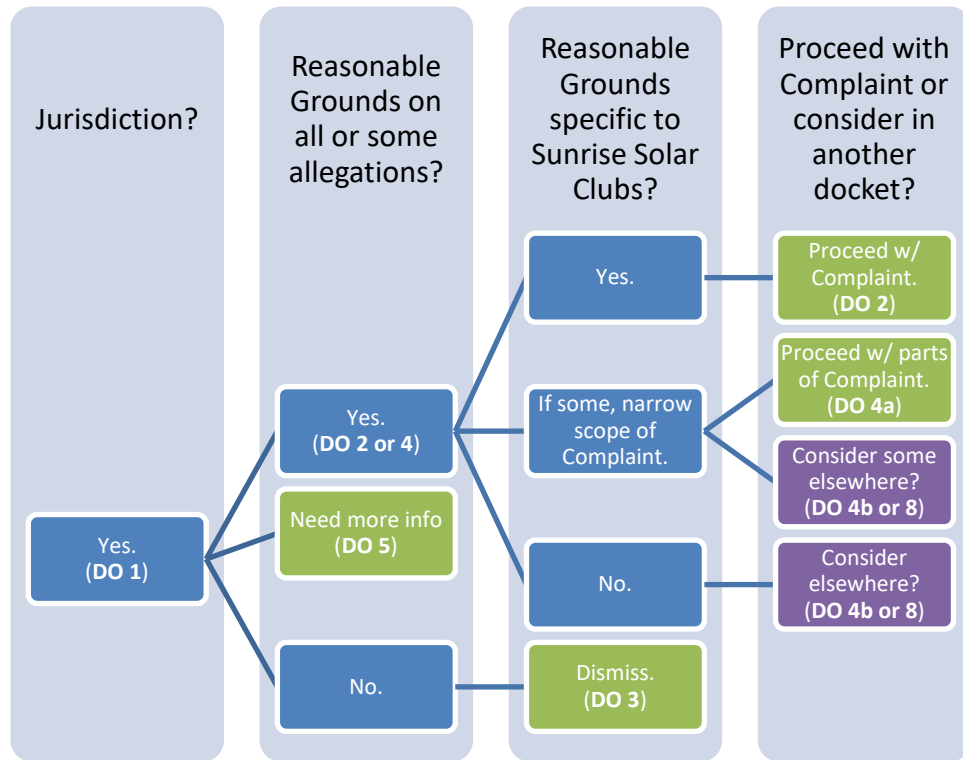 Jurisdiction?
Yes.
(DO 1)
Reasonable
Grounds on
all or some
allegations?
Yes.
(DO 2 or 4)
Need more info
(DO 5)
No.
Reasonable
Grounds
specific to
Sunrise Solar
Clubs?
Yes.
If some, narrow
scope of
Complaint.
No.
Dismiss.
(DO 3)
Proceed with
Complaint or
consider in
another
docket?
Proceed w/
Complaint.
(DO 2)
Proceed w/ parts
of Complaint.
(DO 4a)
Consider some
elsewhere?
(DO 4b or 8)
Consider
elsewhere?
(DO 4b or 8)